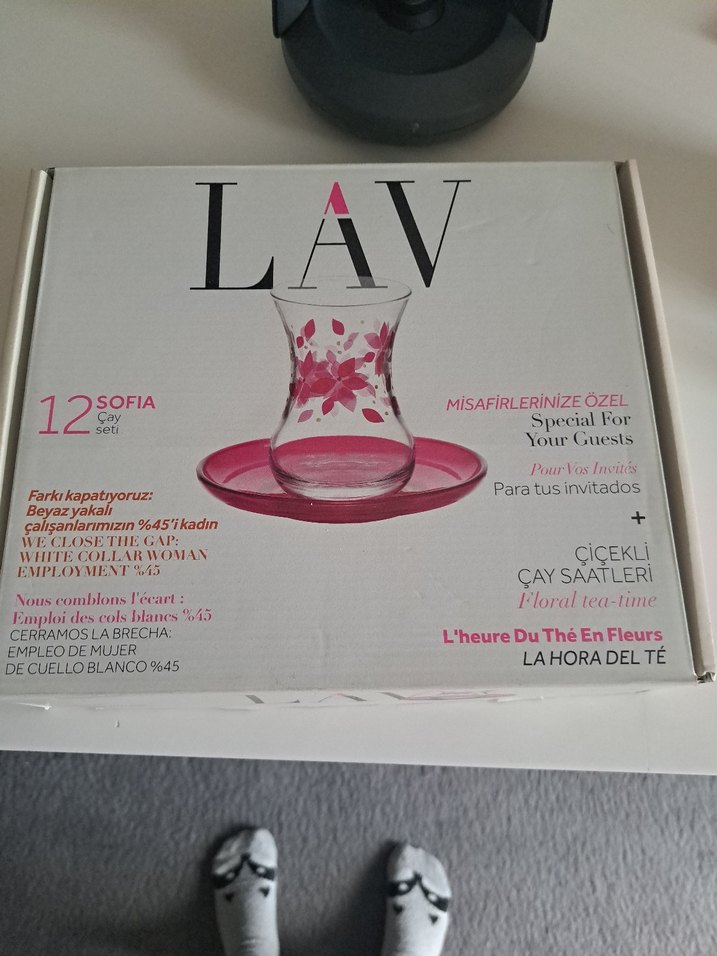 LAV
12 SOFIA
Çay
seti
MİSAFİRLERİNİZE ÖZEL
Special For
Your Guests
Pour Vos Invités
Para tus invitados
+
ÇİÇEKLİ
ÇAY SAATLERİ
Floral tea-time
L'heure Du Thé En Fleurs
LA HORA DEL TÉ
Farkı kapatıyoruz:
Beyaz yakalı
çalışanlarımızın %45'i kadın
WE CLOSE THE GAP:
WHITE COLLAR WOMAN
EMPLOYMENT %45
Nous comblons l'écart :
Emploi des cols blancs %45
CERRAMOS LA BRECHA:
EMPLEO DE MUJER
DE CUELLO BLANCO %45
LAV